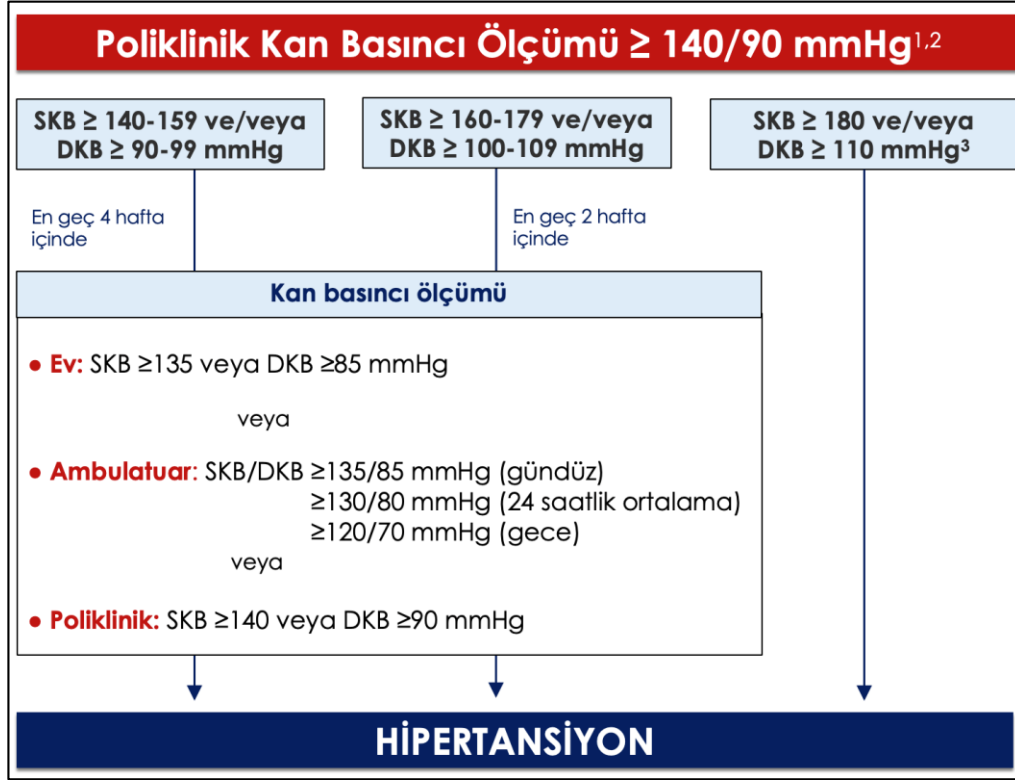 Poliklinik Kan Basıncı Ölçümü ≥ 140/90 mmHg1,2
SKB ≥ 140-159 ve/veya
DKB ≥ 90-99 mmHg
SKB ≥ 160-179 ve/veya
DKB ≥ 100-109 mmHg
SKB ≥ 180 ve/veya
DKB ≥ 110 mmHg3
En geç 4 hafta
içinde
En geç 2 hafta
içinde
Kan basıncı ölçümü
● Ev: SKB ≥135 veya DKB ≥85 mmHg
veya
● Ambulatuar: SKB/DKB ≥135/85 mmHg (gündüz)
≥130/80 mmHg (24 saatlik ortalama)
≥120/70 mmHg (gece)
veya
● Poliklinik: SKB ≥140 veya DKB ≥90 mmHg
HİPERTANSİYON